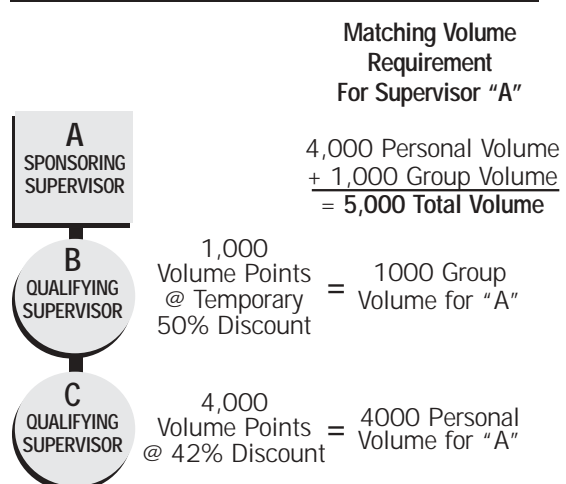 Matching Volume
Requirement
For Supervisor “A”
A
SPONSORING
SUPERVISOR
4,000 Personal Volume
+ 1,000 Group Volume
= 5,000 Total Volume
B
QUALIFYING
SUPERVISOR
1,000
Volume Points
@ Temporary
50% Discount
= 1000 Group
Volume for “A”
C
QUALIFYING
SUPERVISOR
4,000
Volume Points
@ 42% Discount
= 4000 Personal
Volume for “A”